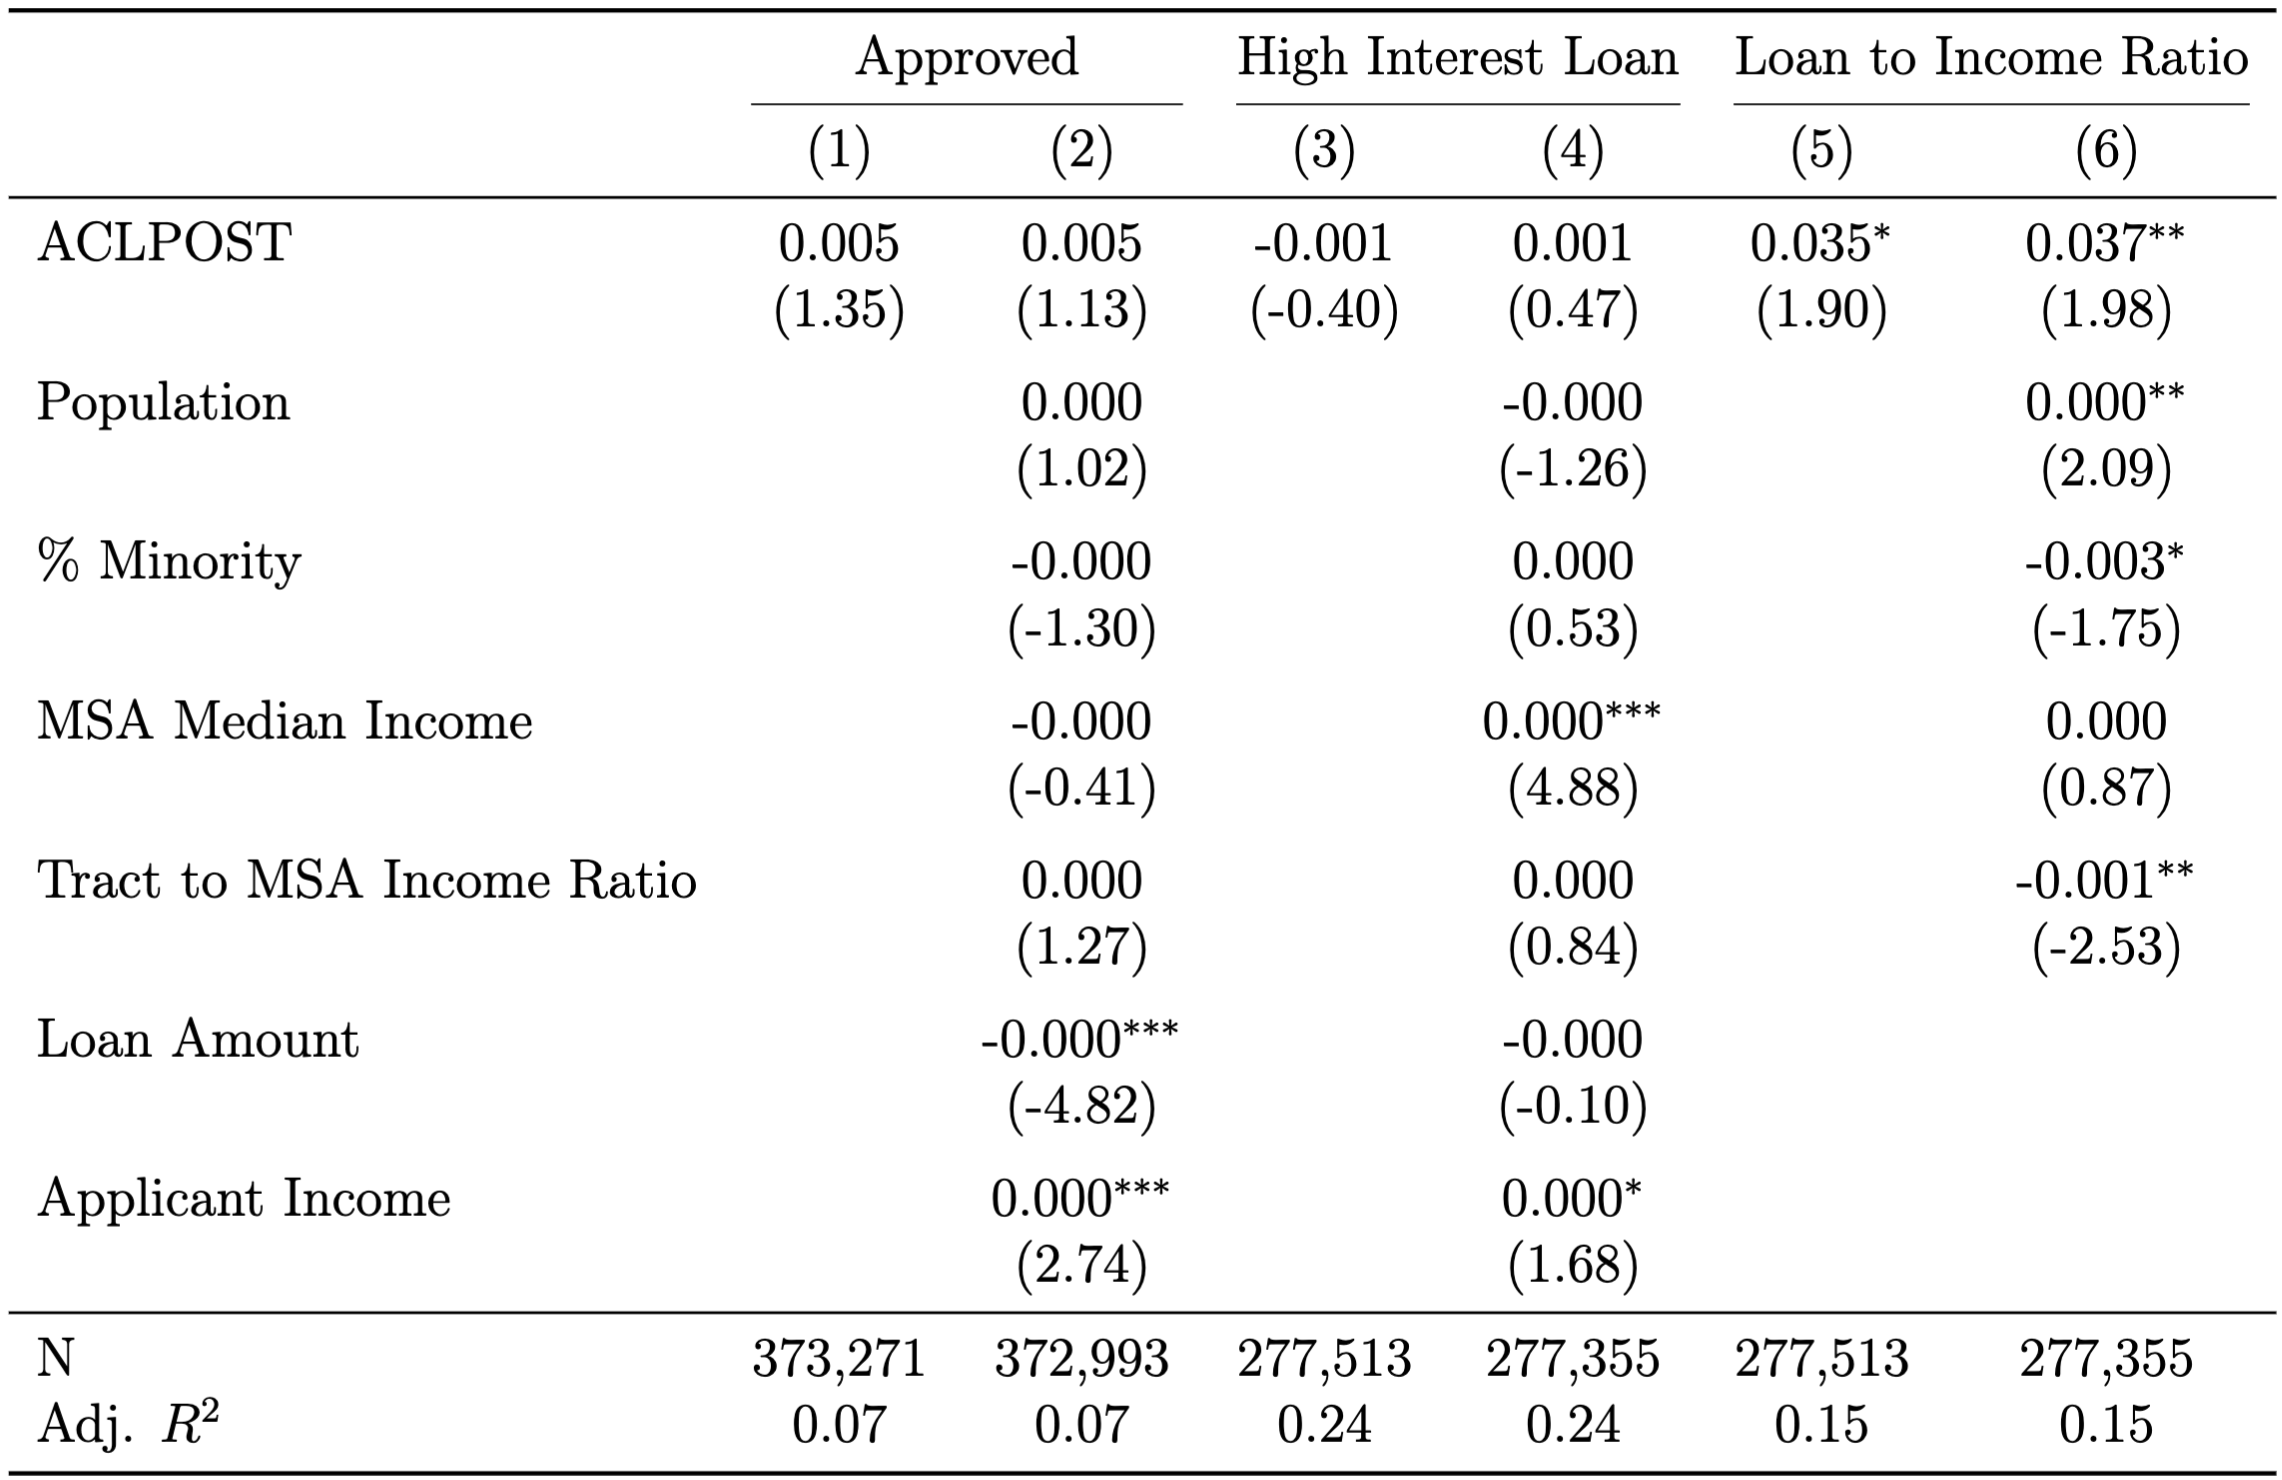 Approved High Interest Loan Loan to Income Ratio
(1) (2) (3) (4) (5) (6)
ACLPOST 0.005 0.005 -0.001 0.001 0.035* 0.037**
(1.35) (1.13) (-0.40) (0.47) (1.90) (1.98)
Population 0.000 -0.000 0.000**
(1.02) (-1.26) (2.09)
% Minority -0.000 0.000 -0.003*
(-1.30) (0.53) (-1.75)
MSA Median Income -0.000 0.000*** 0.000
(-0.41) (4.88) (0.87)
Tract to MSA Income Ratio 0.000 0.000 -0.001**
(1.27) (0.84) (-2.53)
Loan Amount -0.000*** -0.000
(-4.82) (-0.10)
Applicant Income 0.000*** 0.000*
(2.74) (1.68)
N 373,271 372,993 277,513 277,355 277,513 277,355
Adj. R² 0.07 0.07 0.24 0.24 0.15 0.15